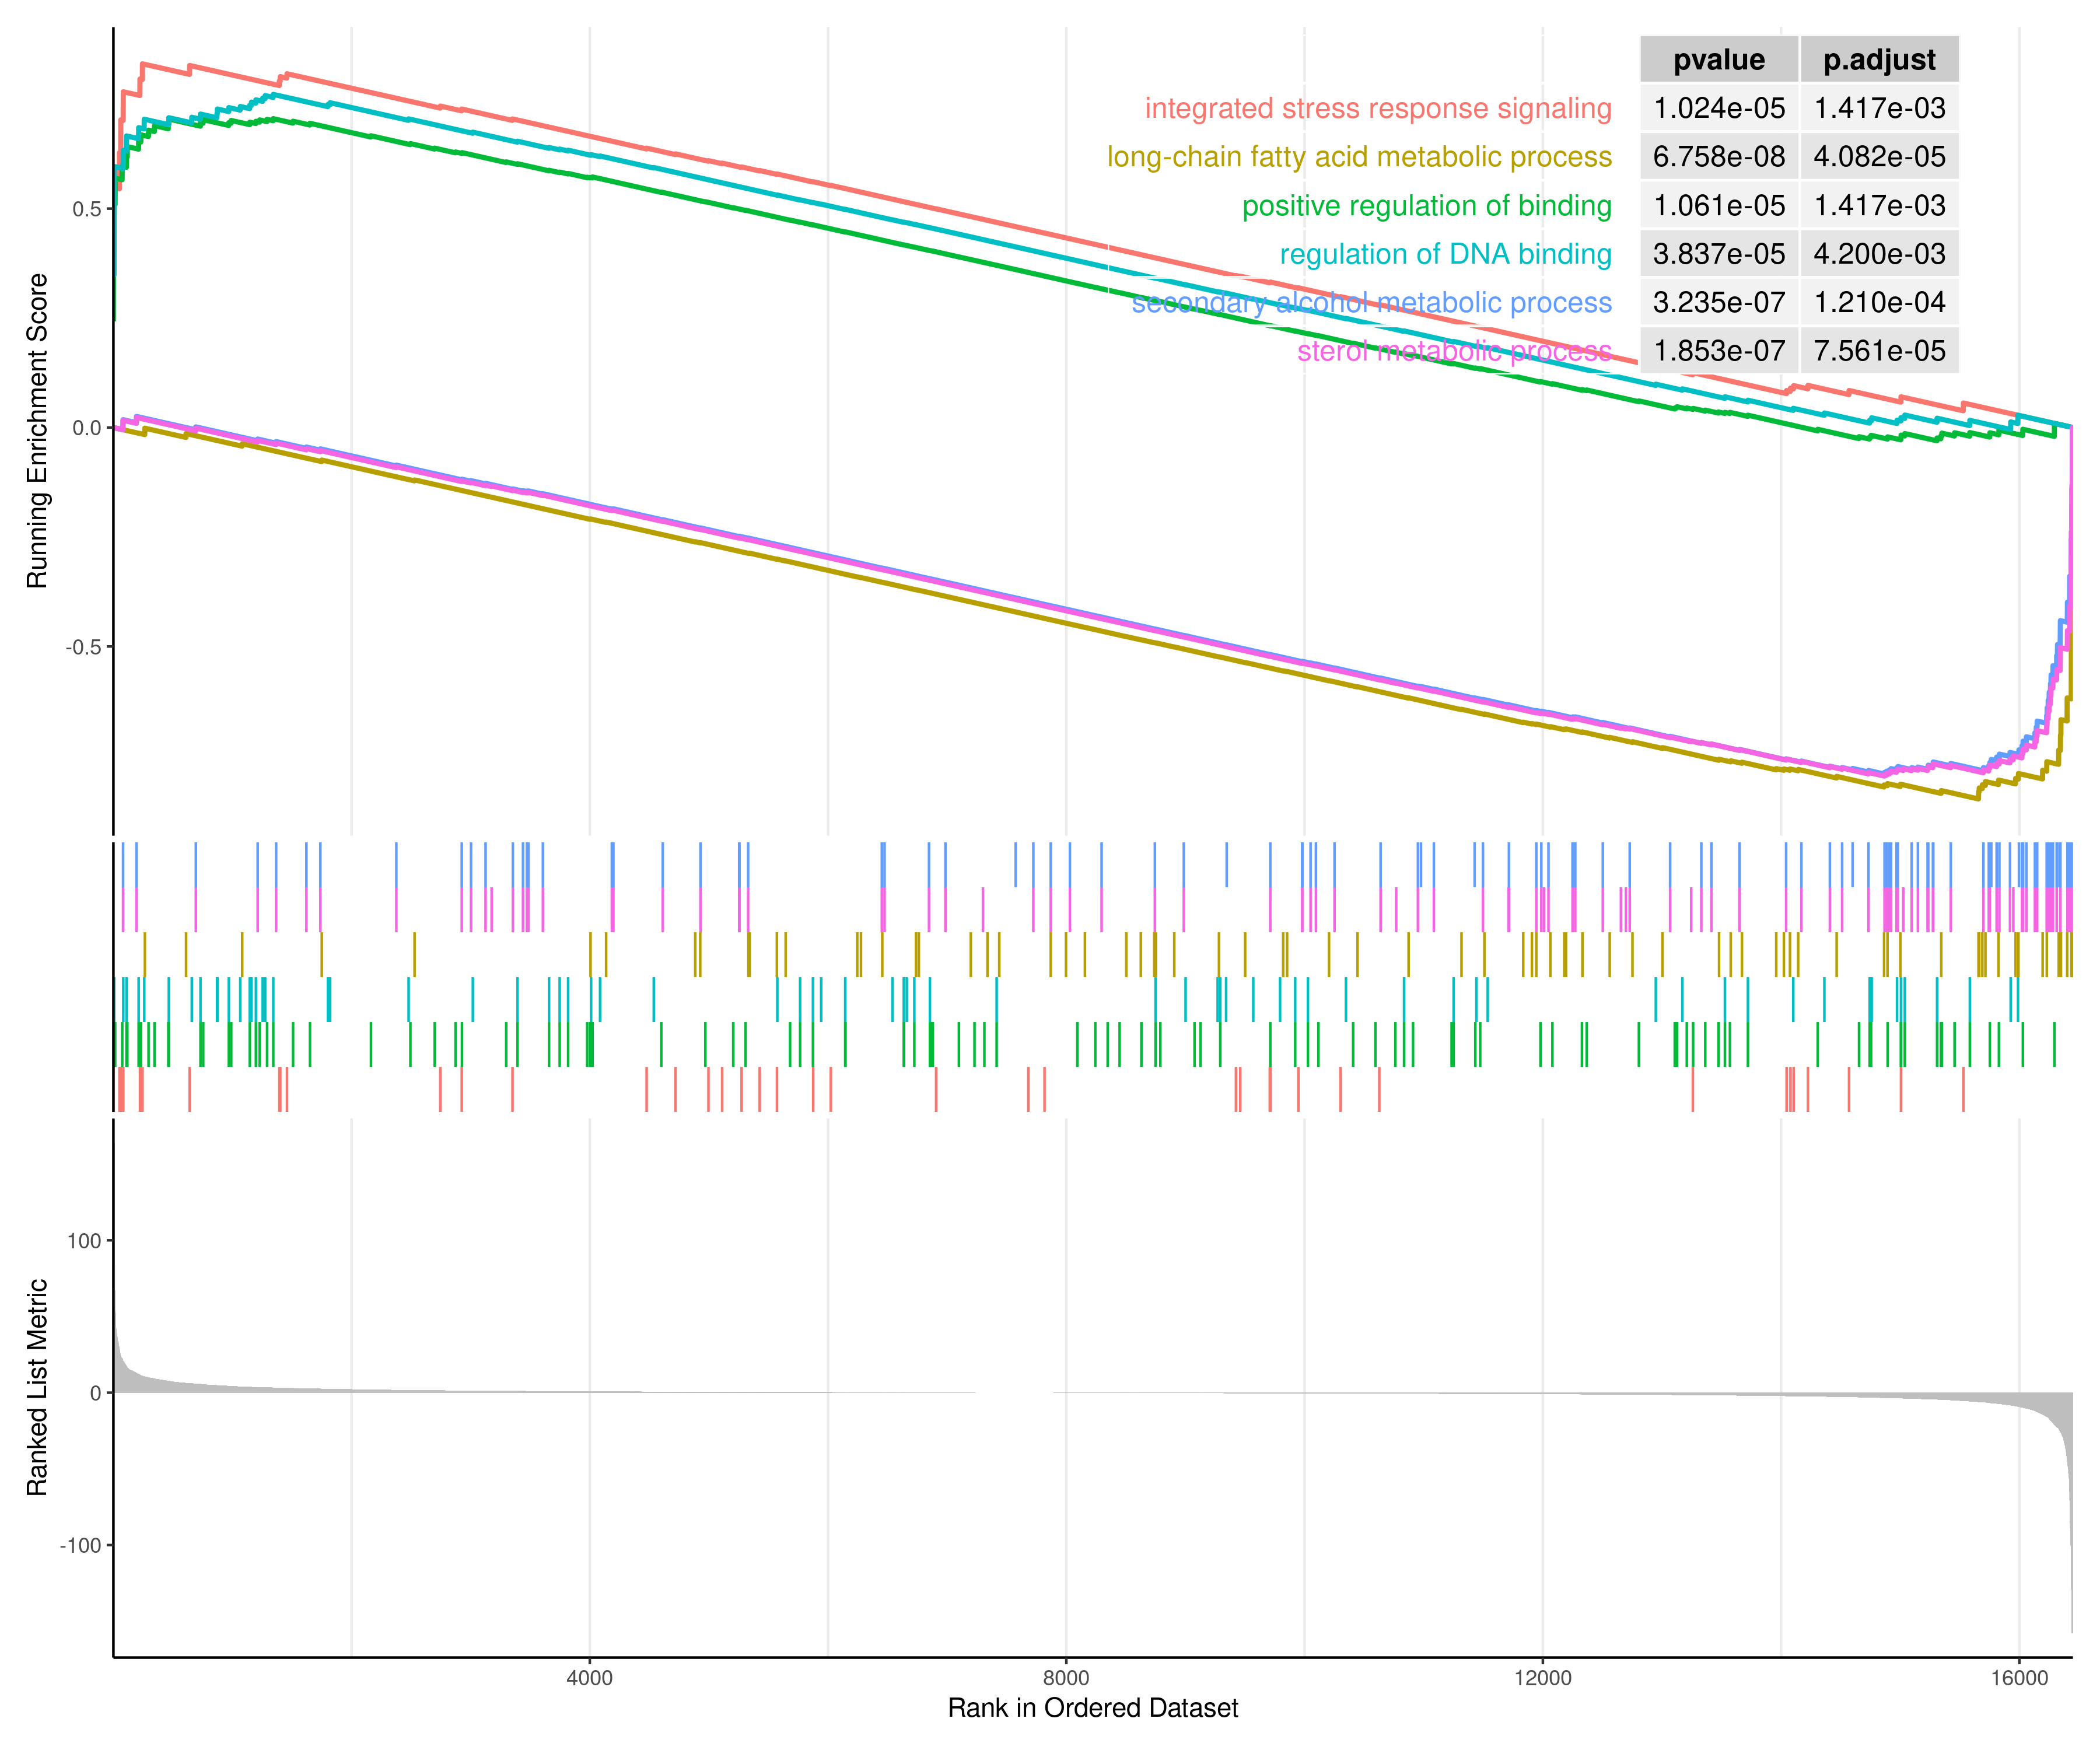 pvalue p.adjust
integrated stress response signaling 1.024e-05 1.417e-03
long-chain fatty acid metabolic process 6.758e-08 4.082e-05
positive regulation of binding 1.061e-05 1.417e-03
regulation of DNA binding 3.837e-05 4.200e-03
secondary alcohol metabolic process 3.235e-07 1.210e-04
sterol metabolic process 1.853e-07 7.561e-05
Running Enrichment Score
0.5
0.0
-0.5
Ranked List Metric
100
0
-100
4000 8000 12000 16000
Rank in Ordered Dataset